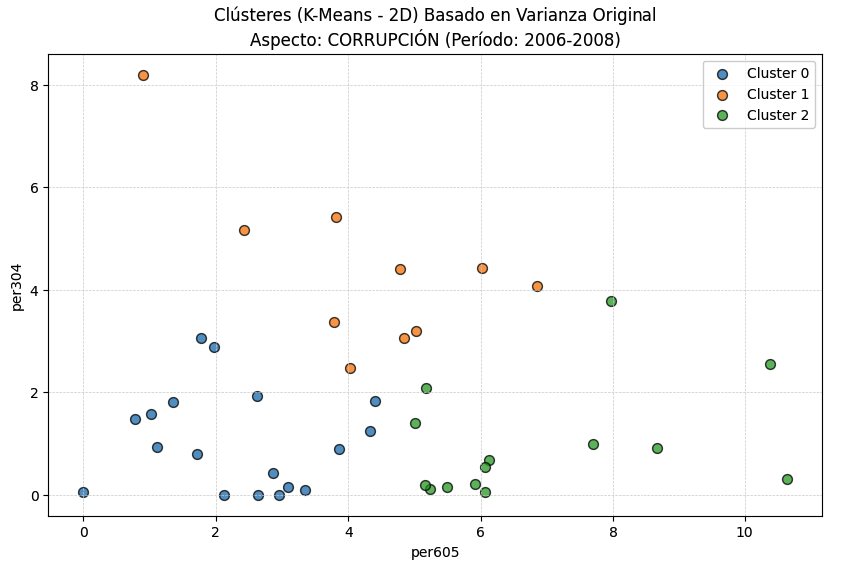 Clústeres (K-Means - 2D) Basado en Varianza Original
Aspecto: CORRUPCIÓN (Período: 2006-2008)
Cluster 0
Cluster 1
Cluster 2
8
6
4
2
0
per304
0 2 4 6 8 10
per605